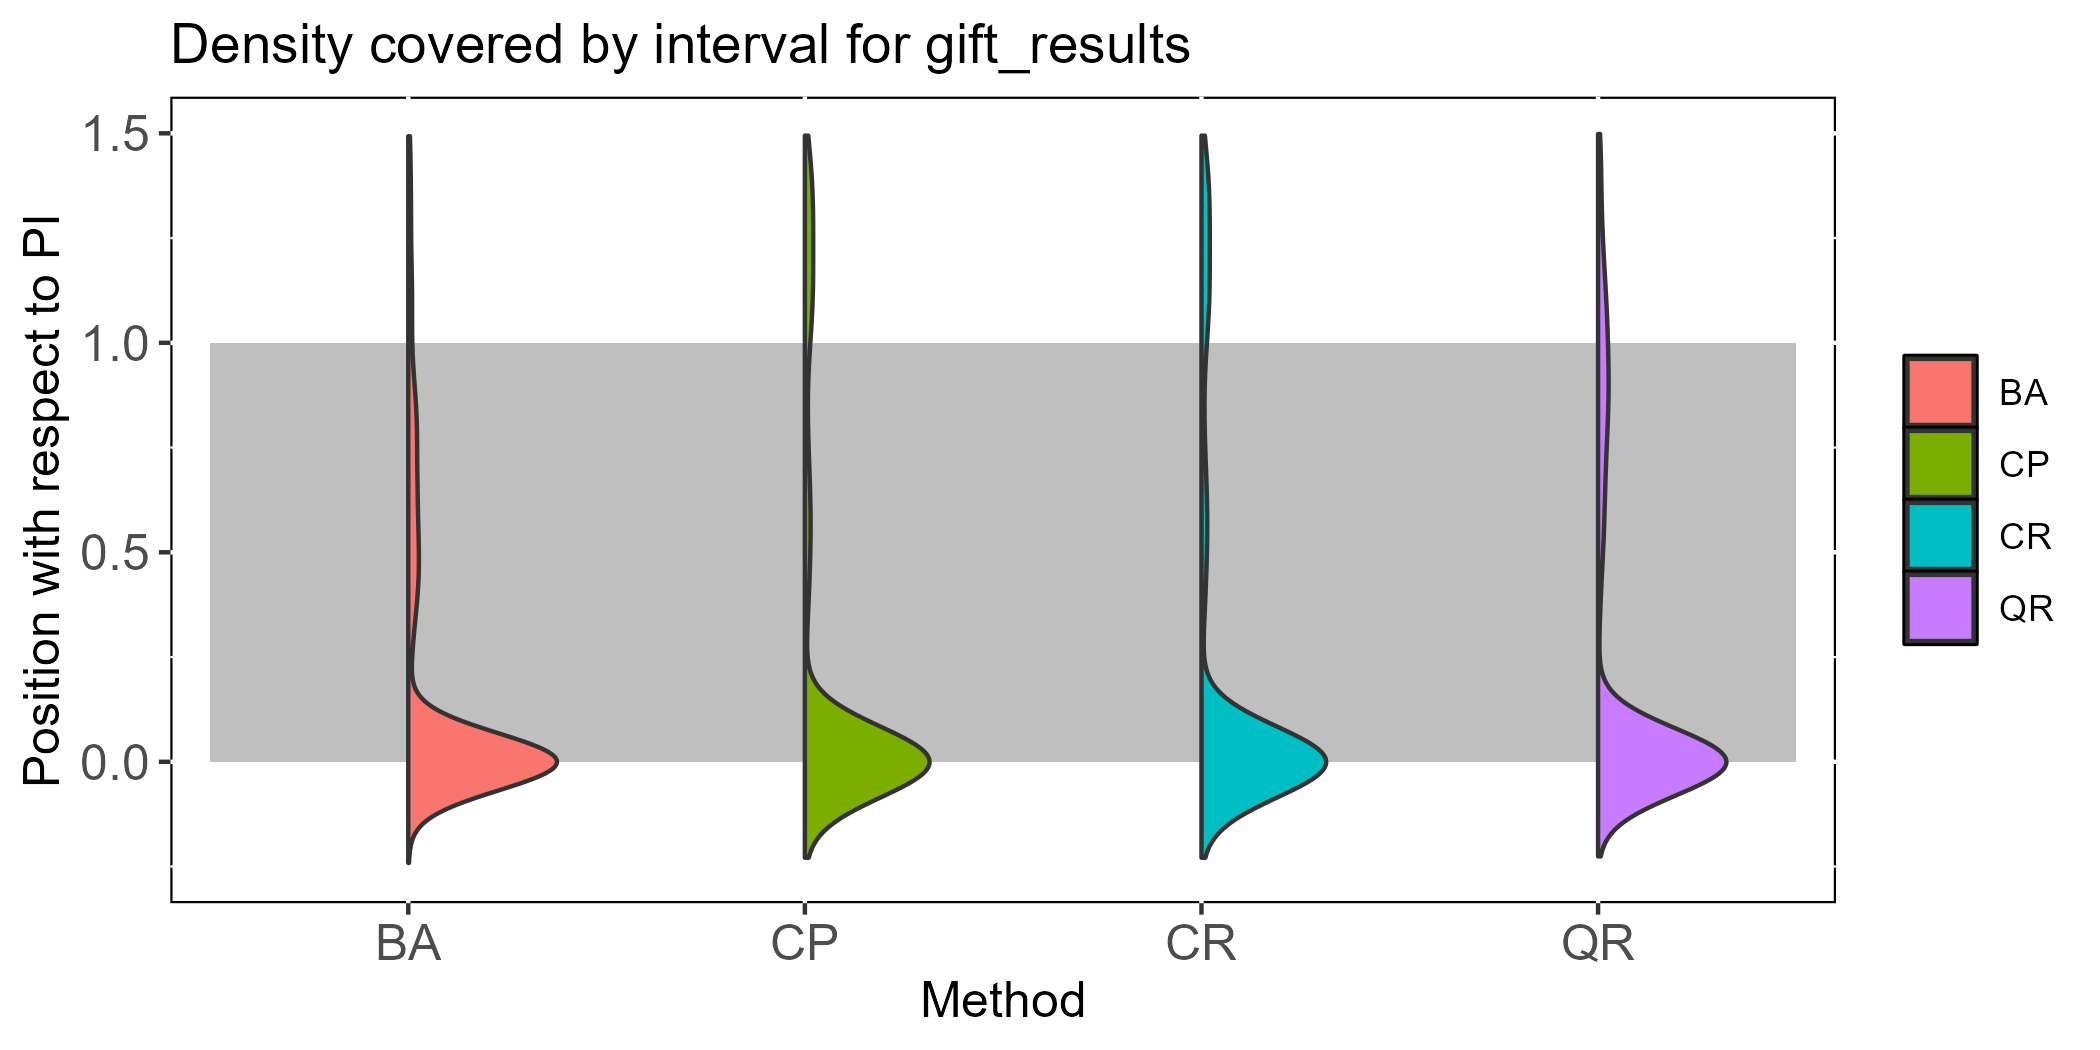 Density covered by interval for gift_results
Position with respect to PI
1.5
1.0
0.5
0.0
BA
CP
CR
QR
Method
BA
CP
CR
QR